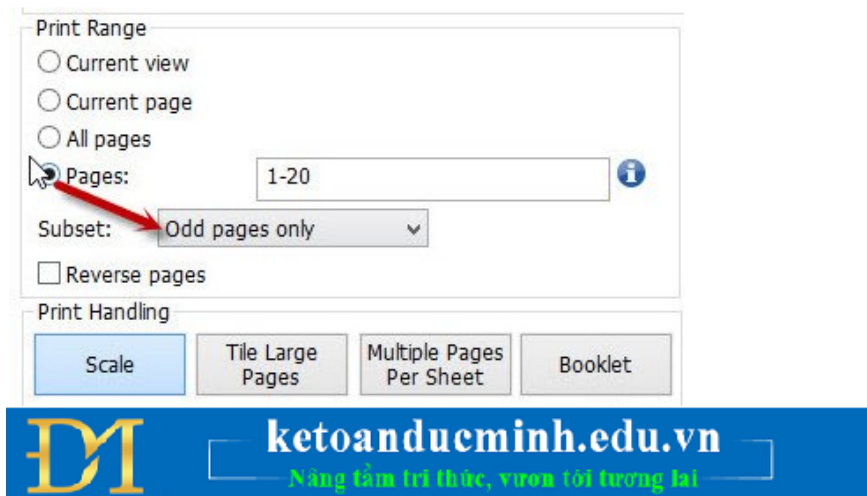 Print Range
Current view
Current page
All pages
Pages: 1-20
Subset: Odd pages only
Reverse pages
Print Handling
Scale
Tile Large
Pages
Multiple Pages
Per Sheet
Booklet
ĐM
ketoanducminh.edu.vn
Nâng tầm tri thức, vươn tới tương lai